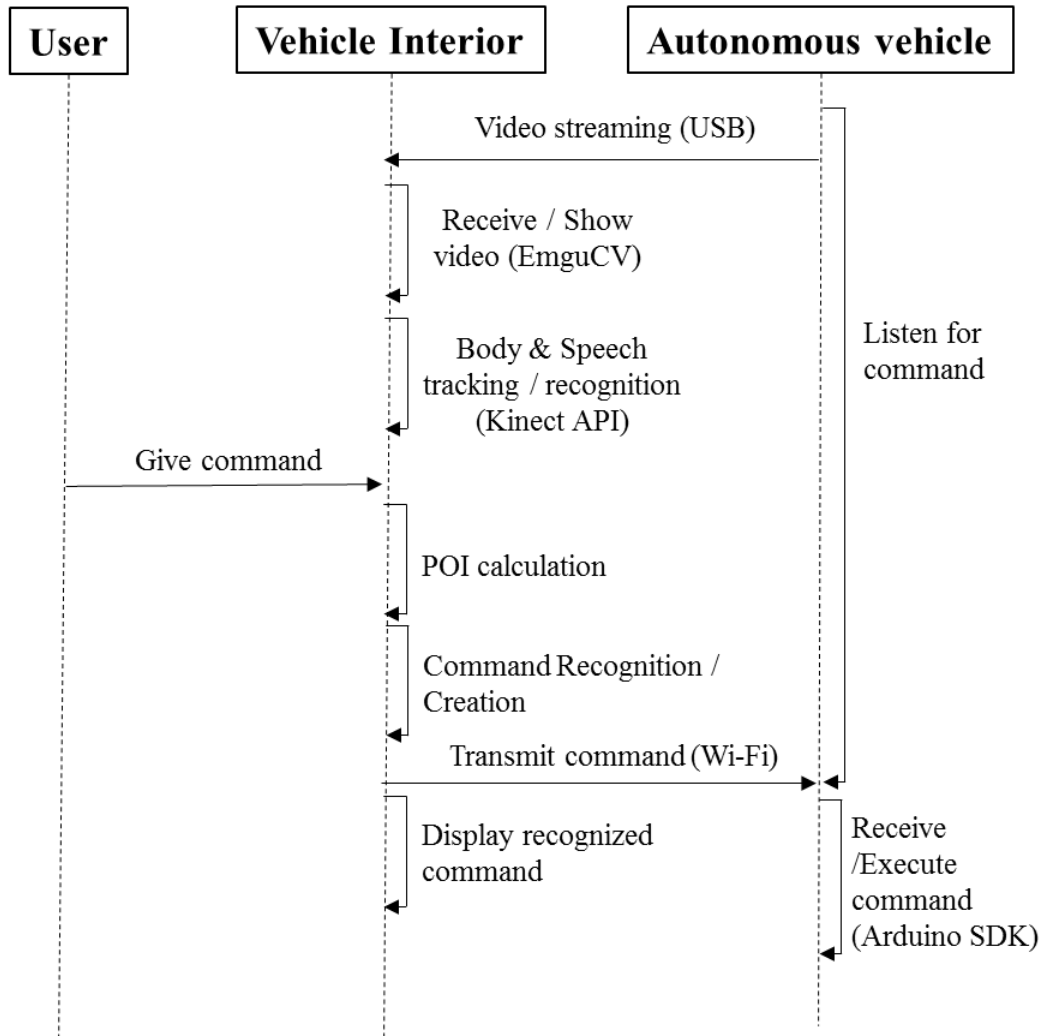 User
Vehicle Interior
Autonomous vehicle
Video streaming (USB)
Receive / Show
video (EmguCV)
Body & Speech
tracking / recognition
(Kinect API)
Listen for
command
Give command
POI calculation
Command Recognition /
Creation
Transmit command (Wi-Fi)
Display recognized
command
Receive
/Execute
command
(Arduino SDK)